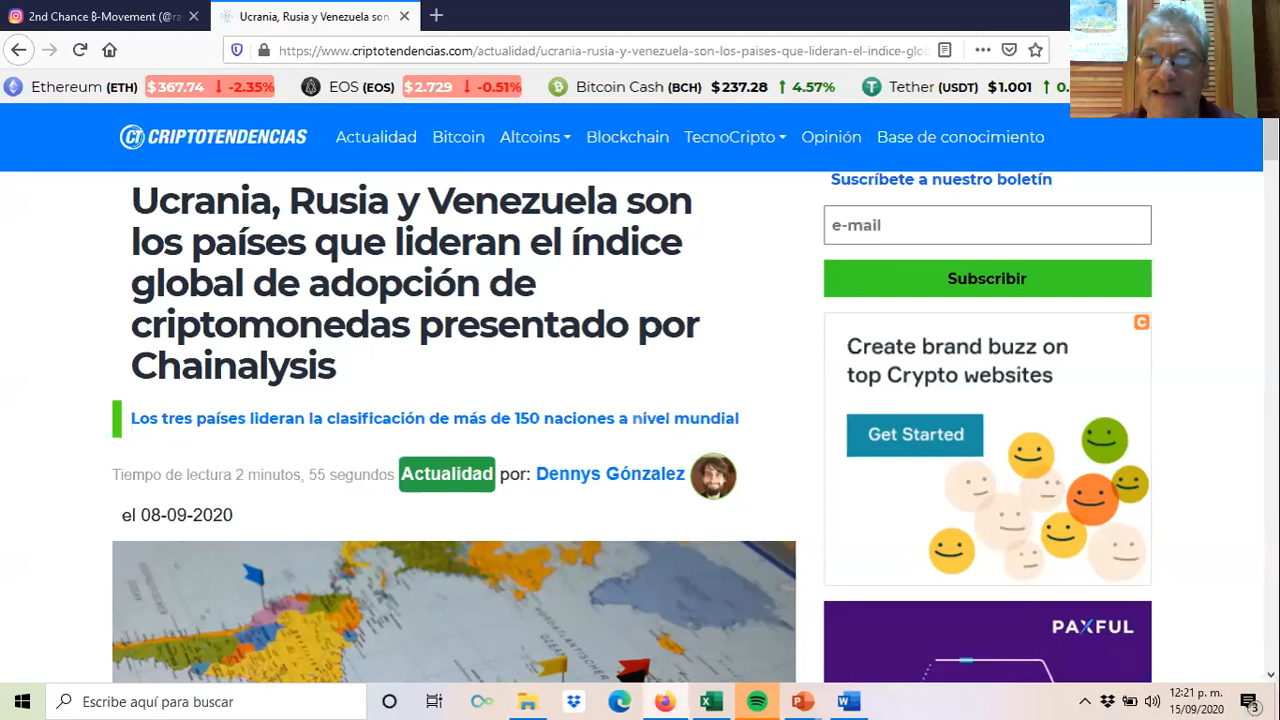 2nd Chance B-Movement (@ra
Ucrania, Rusia y Venezuela son
https://www.criptotendencias.com/actualidad/ucrania-rusia-y-venezuela-son-los-paises-que-lideran-el-indice-glo
Ethereum (ETH) $ 367.74 ↓ -2.35% EOS (EOS) $ 2.729 ↓ -0.51% Bitcoin Cash (BCH) $ 237.28 ↑ 4.57% Tether (USDT) $ 1.001 ↑ 0.
CT CRIPTOTENDENCIAS Actualidad Bitcoin Altcoins Blockchain TecnoCripto Opinión Base de conocimiento
Ucrania, Rusia y Venezuela son
los países que lideran el índice
global de adopción de
criptomonedas presentado por
Chainalysis
Los tres países lideran la clasificación de más de 150 naciones a nivel mundial
Tiempo de lectura 2 minutos, 55 segundos Actualidad por: Dennys Gónzalez
el 08-09-2020
Suscríbete a nuestro boletín
e-mail
Subscribir
Create brand buzz on
top Crypto websites
Get Started
PAXFUL
Escribe aquí para buscar
12:21 p. m.
15/09/2020
3